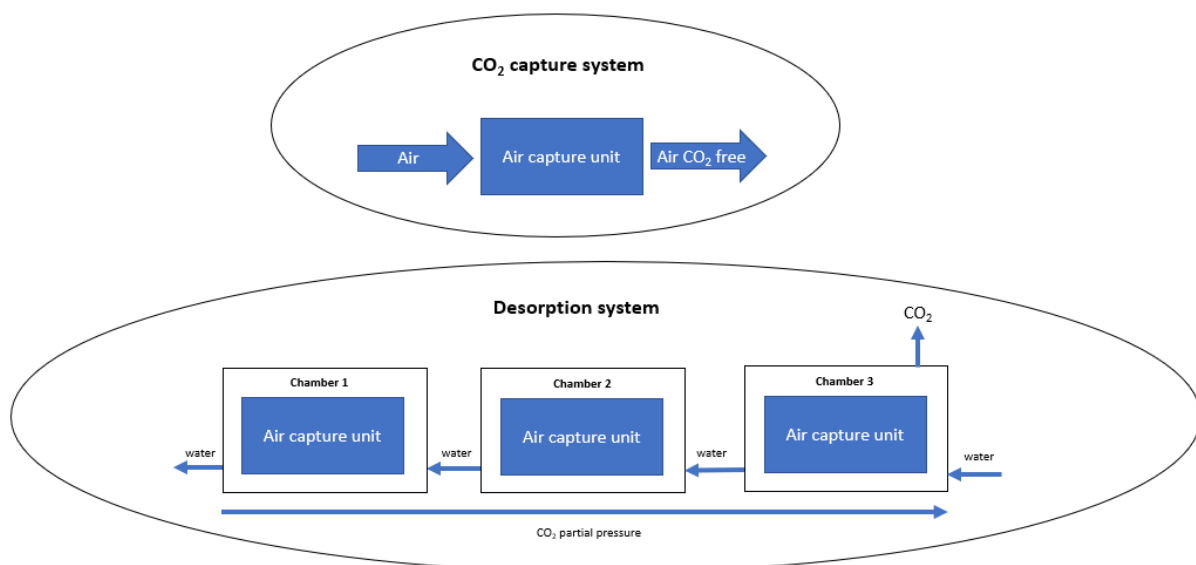 CO₂ capture system
Air
Air capture unit
Air CO₂ free
Desorption system
CO₂
Chamber 1
Chamber 2
Chamber 3
Air capture unit
Air capture unit
Air capture unit
water
water
water
water
CO₂ partial pressure